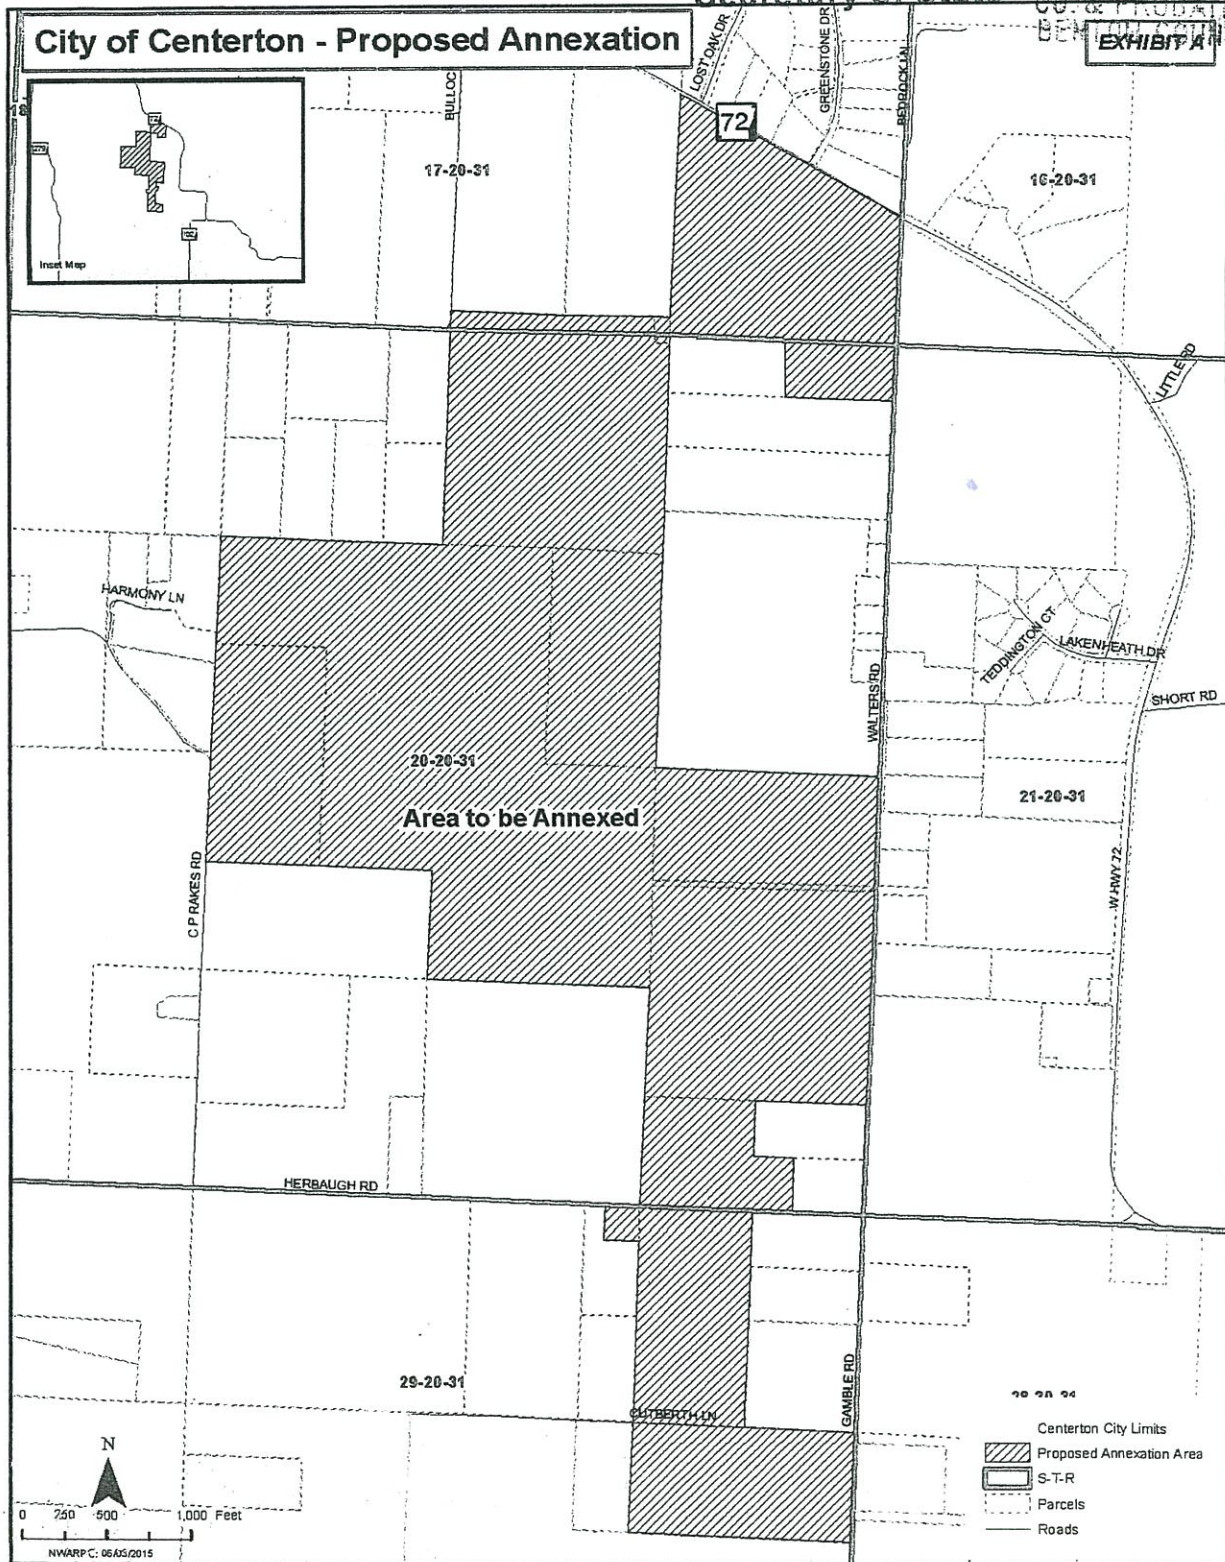 City of Centerton - Proposed Annexation
EXHIBIT A
LOST OAK DR
GREENSTONE DR
BEDROCK LN
BULLOC
72
17-20-31
16-20-31
Inset Map
LITTLE RD
HARMONY LN
TEDDINGTON CT
LAKENHEATH DR
SHORT RD
WALTERS RD
20-20-31
Area to be Annexed
21-20-31
C P RAKES RD
W HWY 72
HERBAUGH RD
29-20-31
GAMBLE RD
CUTBERTH LN
N
0 250 500 1,000 Feet
NWARPC: 06/03/2015
Centerton City Limits
Proposed Annexation Area
S-T-R
Parcels
Roads